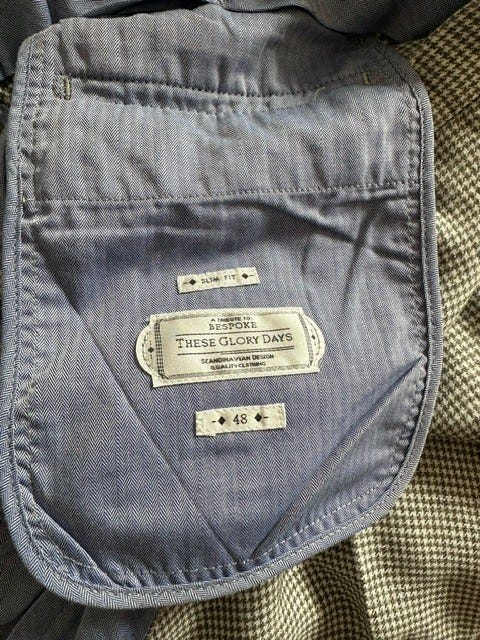 SLIM FIT
A TRIBUTE TO:
BESPOKE
THESE GLORY DAYS
SCANDINAVIAN DESIGN
QUALITY CLOTHING
48